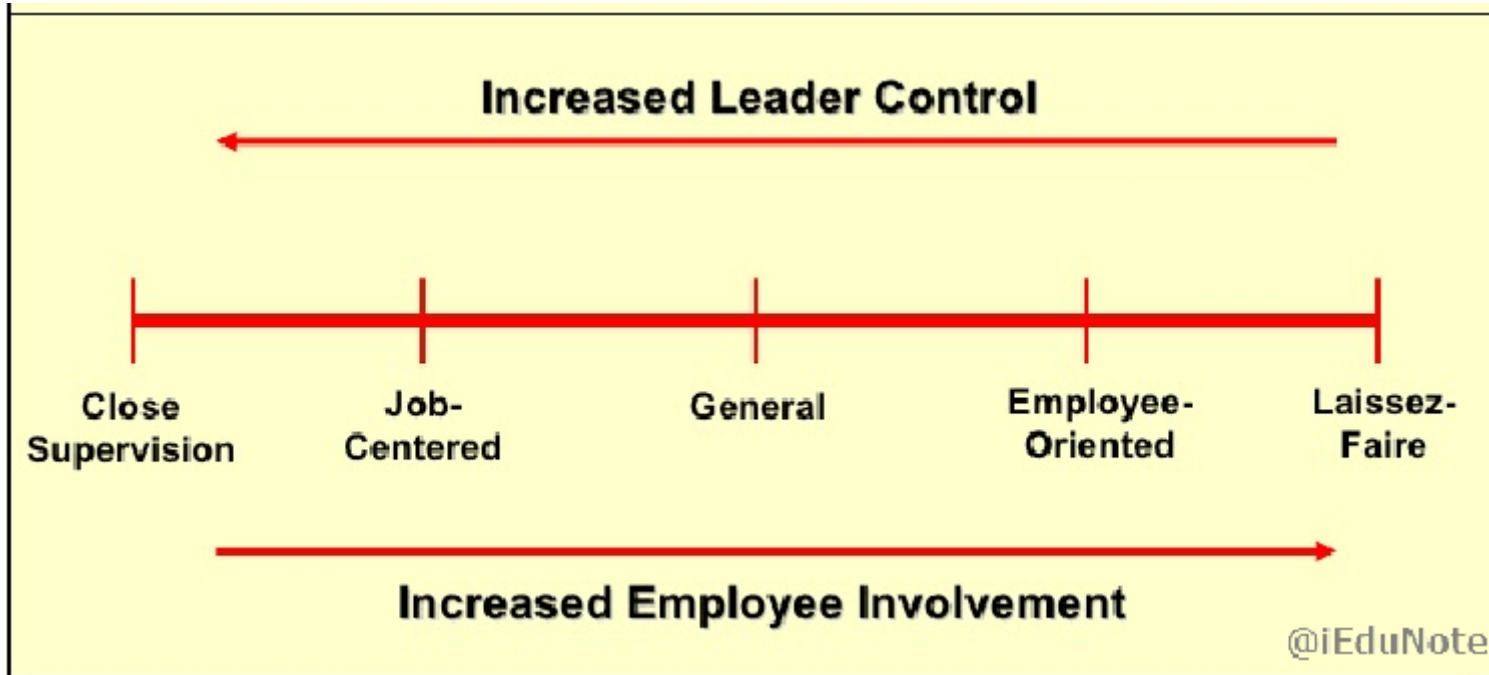 Increased Leader Control
Close
Supervision
Job-
Centered
General
Employee-
Oriented
Laissez-
Faire
Increased Employee Involvement
@iEduNote